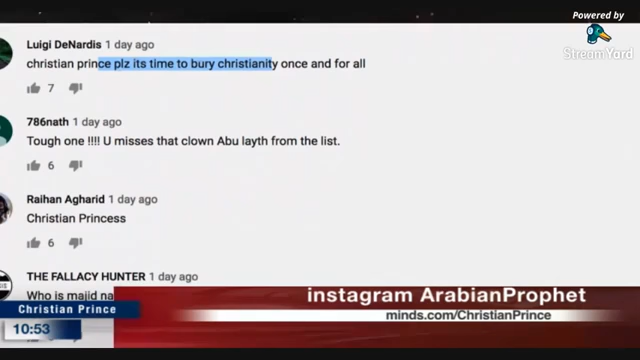 Powered by
StreamYard
Luigi DeNardis 1 day ago
christian prince plz its time to bury christianity once and for all
7
786nath 1 day ago
Tough one !!!! U misses that clown Abu layth from the list.
6
Raihan Agharid 1 day ago
Christian Princess
6
THE FALLACY HUNTER 1 day ago
Who is majid na
instagram ArabianProphet
minds.com/ChristianPrince
Christian Prince
10:53